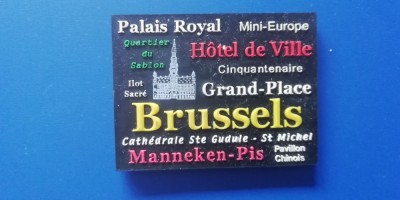 Palais Royal
Mini-Europe
Quartier
du
Sablon
Hôtel de Ville
Cinquantenaire
Ilot
Sacré
Grand-Place
Brussels
Cathédrale Ste Gudule - St Michel
Manneken-Pis
Pavillon
Chinois